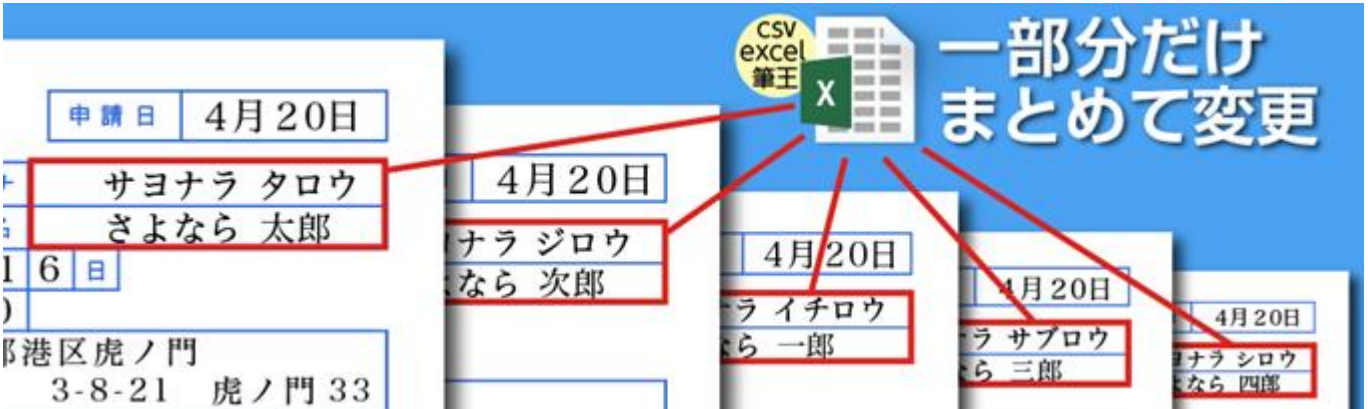 CSV
excel
筆王
X
一部分だけ
まとめて変更
申請日 4月20日
サヨナラ タロウ
さよなら 太郎
16日
港区虎ノ門
3-8-21 虎ノ門33
4月20日
ナラ ジロウ
なら 次郎
4月20日
ラ イチロウ
ら 一郎
4月20日
ラ サブロウ
ら 三郎
4月20日
ナラ シロウ
なら 四郎